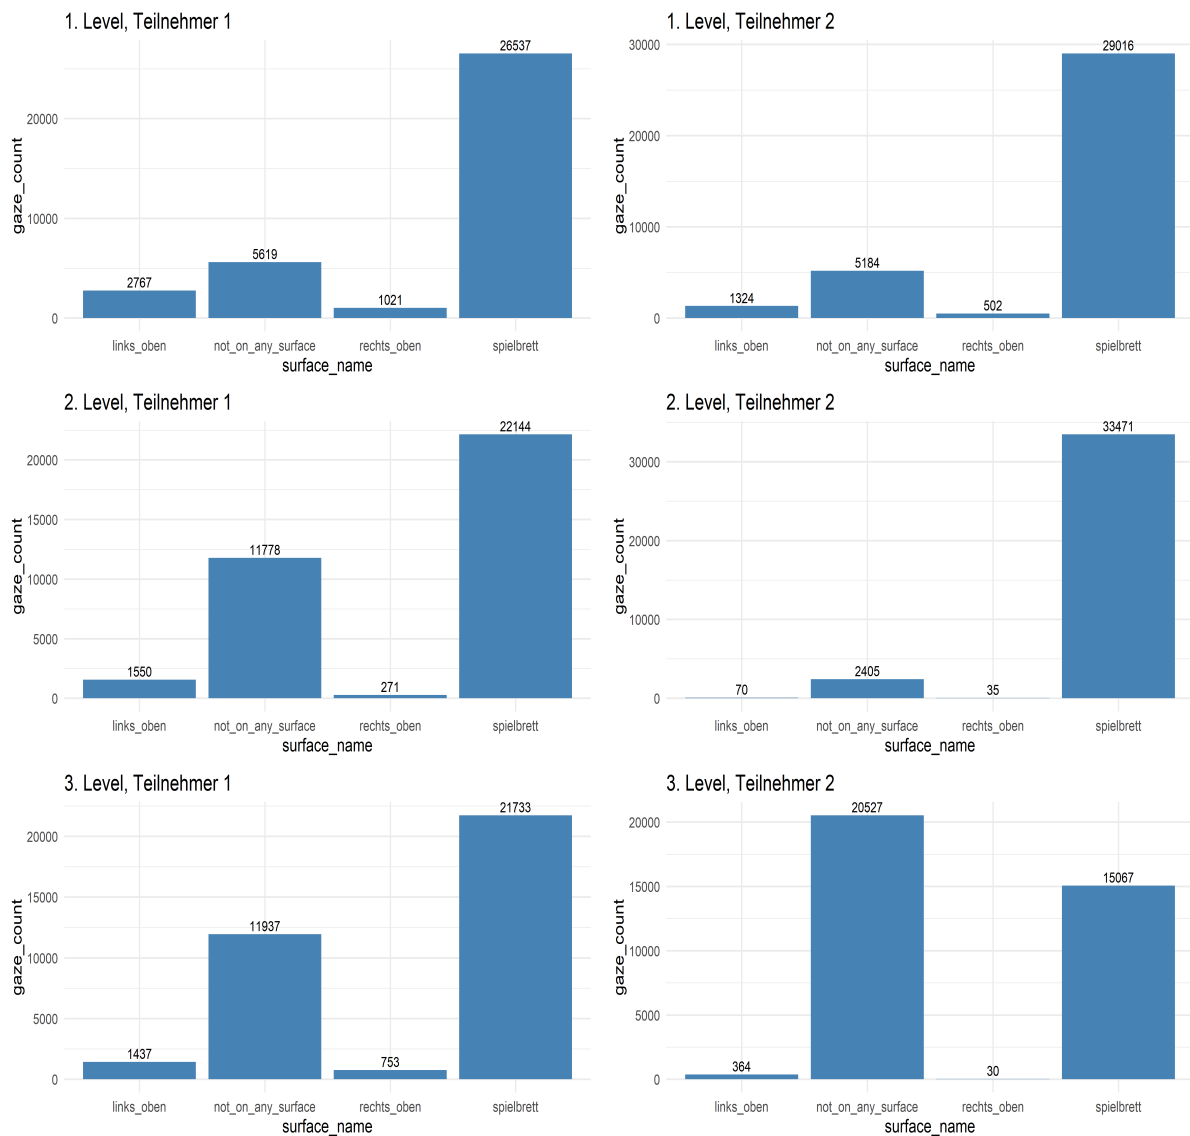 1. Level, Teilnehmer 1
26537
20000
5619
10000
2767
1021
0
links_oben not_on_any_surface rechts_oben spielbrett
surface_name
gaze_count
1. Level, Teilnehmer 2
30000
29016
20000
10000
5184
1324
502
0
links_oben not_on_any_surface rechts_oben spielbrett
surface_name
gaze_count
2. Level, Teilnehmer 1
22144
20000
15000
11778
10000
5000
1550
271
0
links_oben not_on_any_surface rechts_oben spielbrett
surface_name
gaze_count
2. Level, Teilnehmer 2
33471
30000
20000
10000
2405
70
35
0
links_oben not_on_any_surface rechts_oben spielbrett
surface_name
gaze_count
3. Level, Teilnehmer 1
21733
20000
15000
11937
10000
5000
1437
753
0
links_oben not_on_any_surface rechts_oben spielbrett
surface_name
gaze_count
3. Level, Teilnehmer 2
20527
20000
15067
15000
10000
5000
364
30
0
links_oben not_on_any_surface rechts_oben spielbrett
surface_name
gaze_count